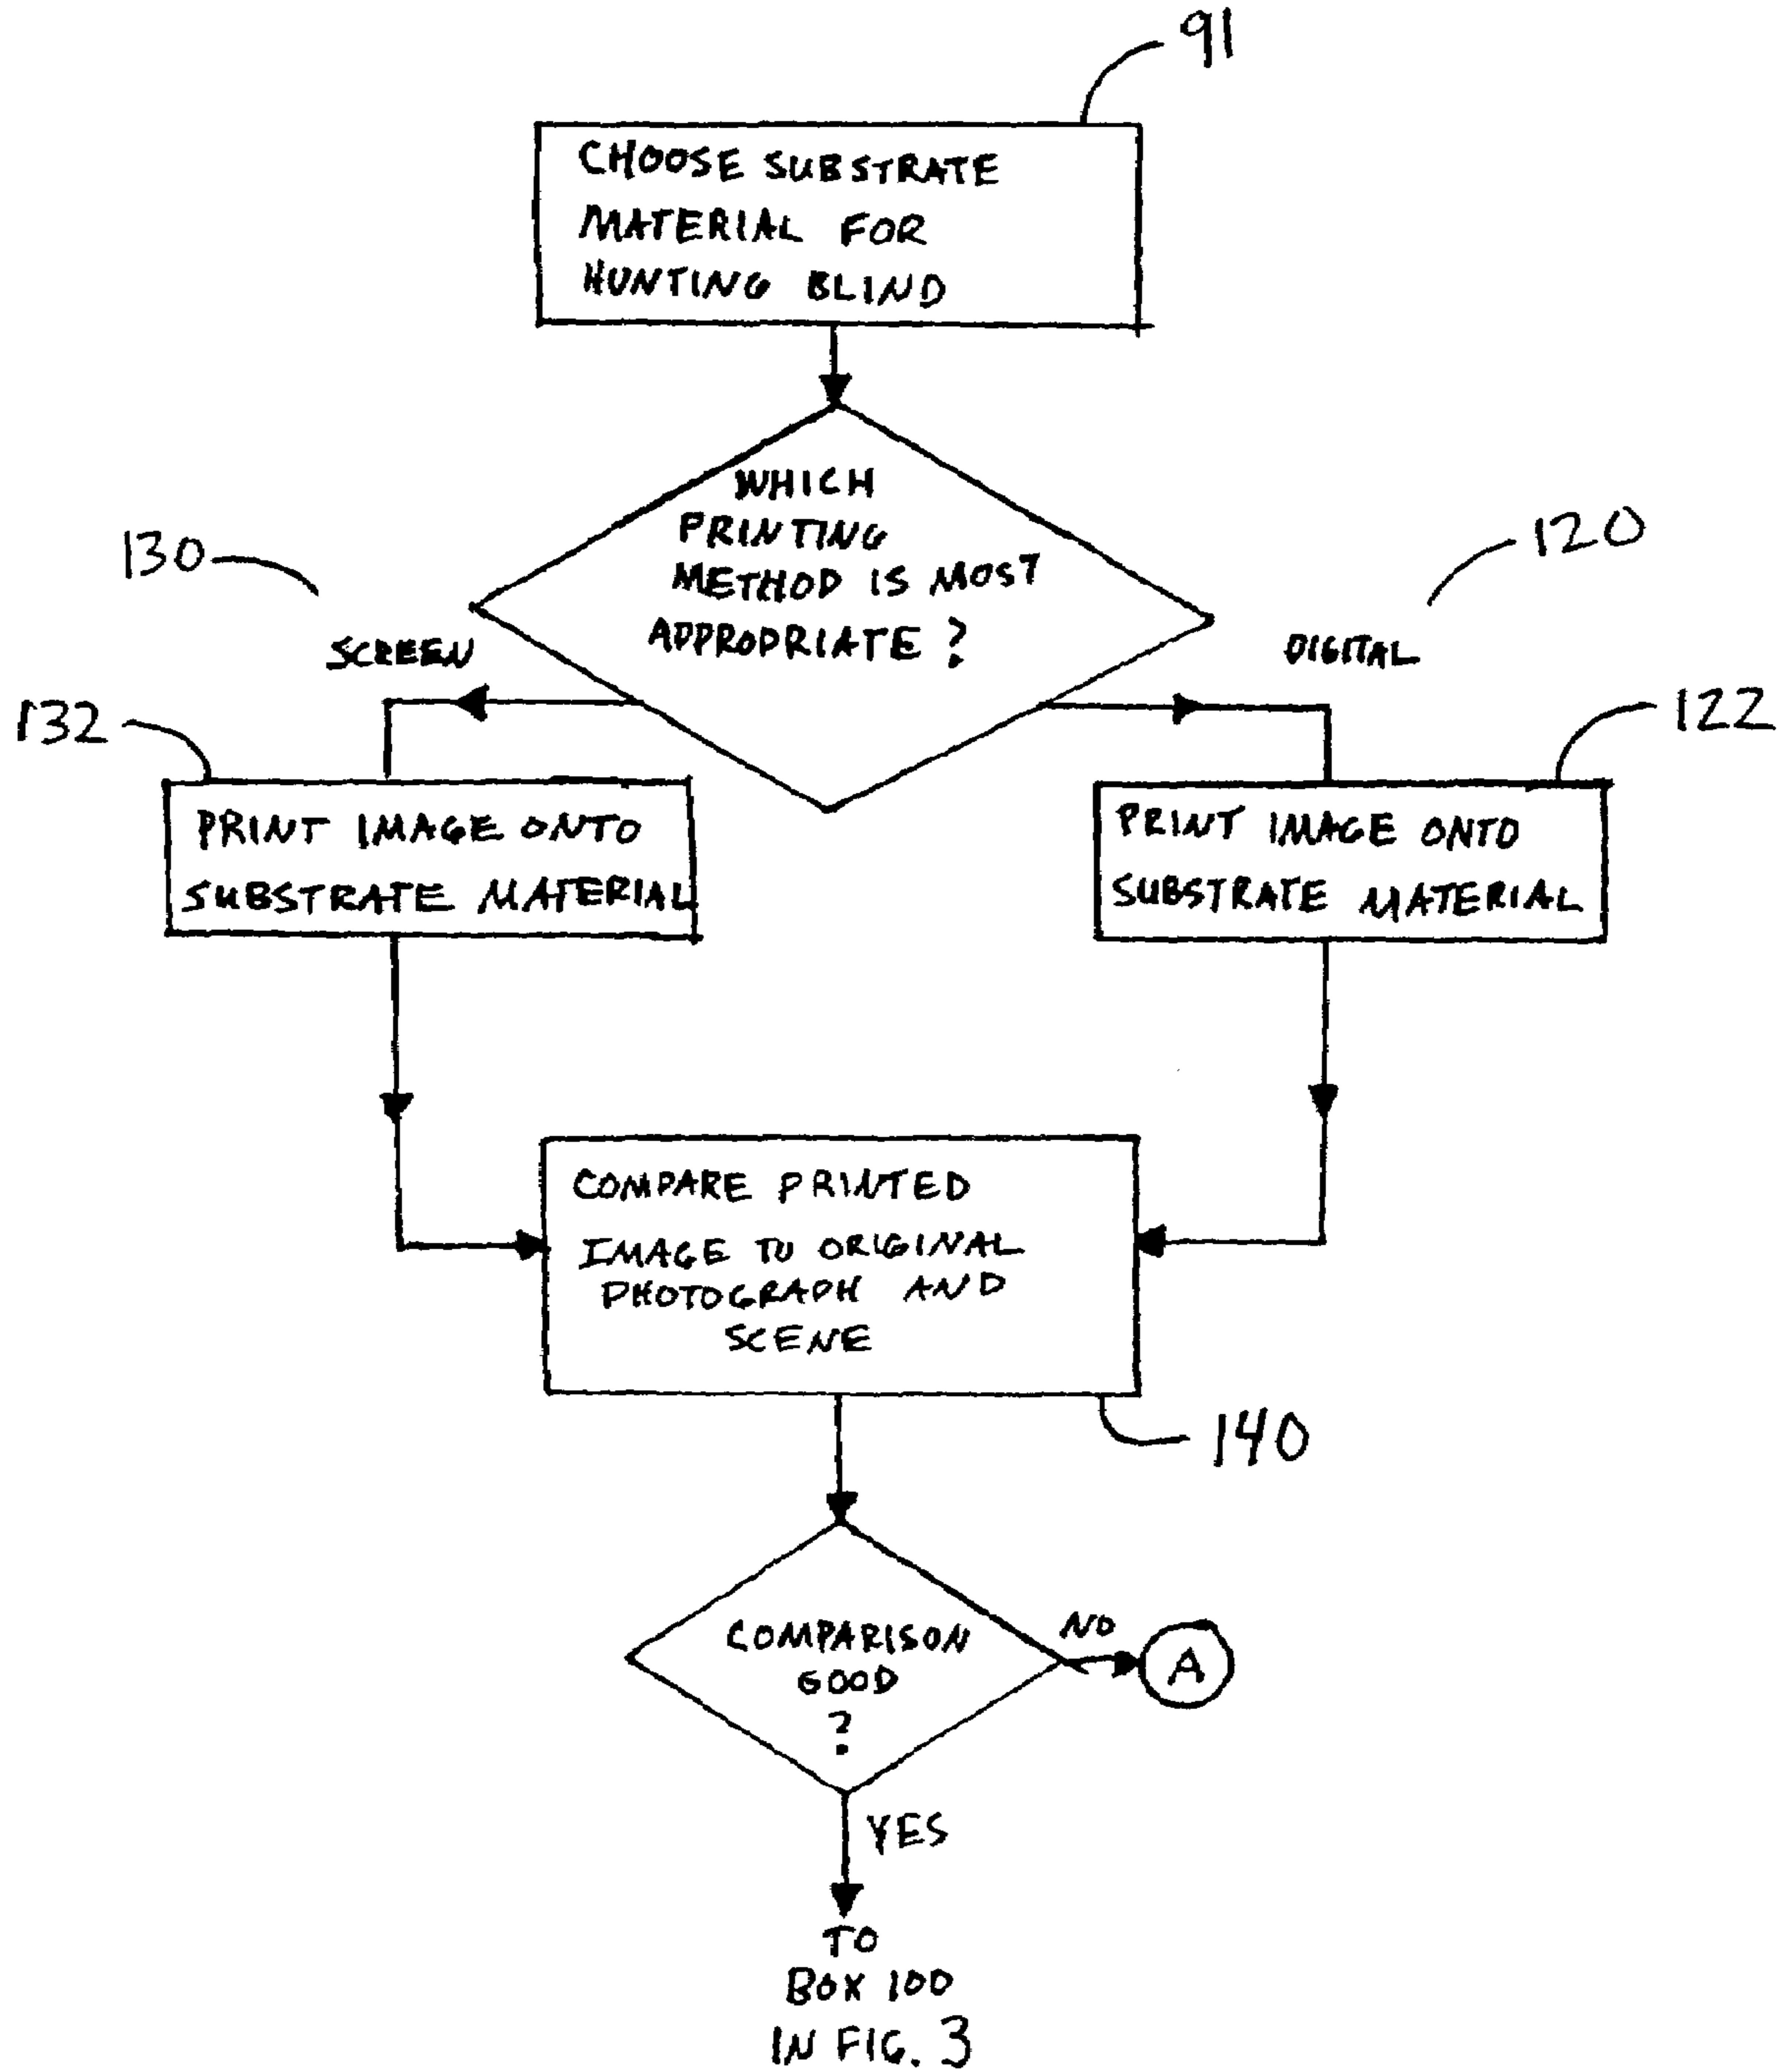 91
CHOOSE SUBSTRATE
MATERIAL FOR
HUNTING BLIND
WHICH
PRINTING
METHOD IS MOST
APPROPRIATE?
130
120
SCREEN
DIGITAL
132
122
PRINT IMAGE ONTO
SUBSTRATE MATERIAL
PRINT IMAGE ONTO
SUBSTRATE MATERIAL
COMPARE PRINTED
IMAGE TO ORIGINAL
PHOTOGRAPH AND
SCENE
140
COMPARISON
GOOD
?
NO
A
YES
TO
BOX 100
IN FIG. 3